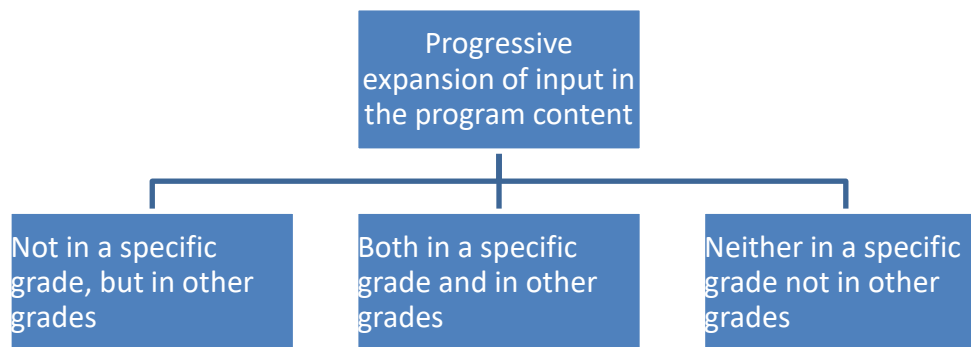 Progressive
expansion of input in
the program content
Not in a specific
grade, but in other
grades
Both in a specific
grade and in other
grades
Neither in a specific
grade not in other
grades